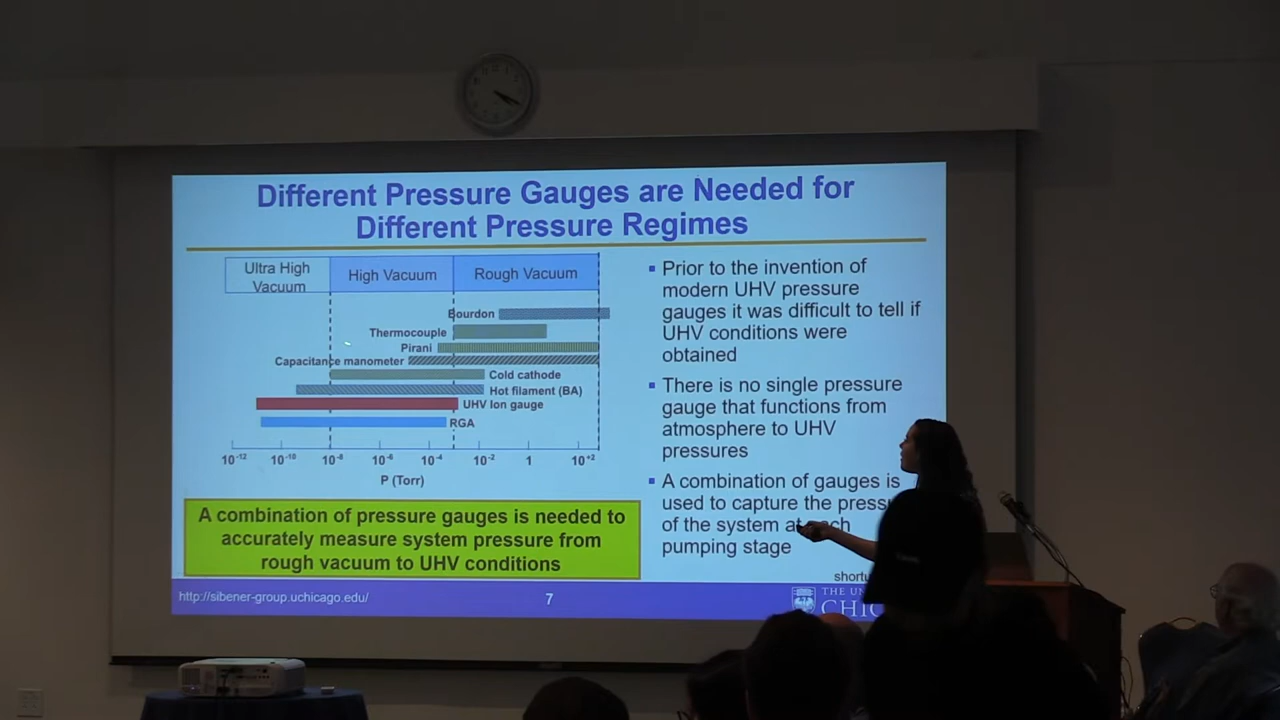 Different Pressure Gauges are Needed for
Different Pressure Regimes
Ultra High
Vacuum
High Vacuum
Rough Vacuum
Bourdon
Thermocouple
Pirani
Capacitance manometer
Cold cathode
Hot filament (BA)
UHV Ion gauge
RGA
10⁻¹² 10⁻¹⁰ 10⁻⁸ 10⁻⁶ 10⁻⁴ 10⁻² 1 10⁺²
P (Torr)
A combination of pressure gauges is needed to
accurately measure system pressure from
rough vacuum to UHV conditions
Prior to the invention of
modern UHV pressure
gauges it was difficult to tell if
UHV conditions were
obtained
There is no single pressure
gauge that functions from
atmosphere to UHV
pressures
A combination of gauges is
used to capture the
of the system
pumping stage
http://sibener-group.uchicago.edu/
7
THE